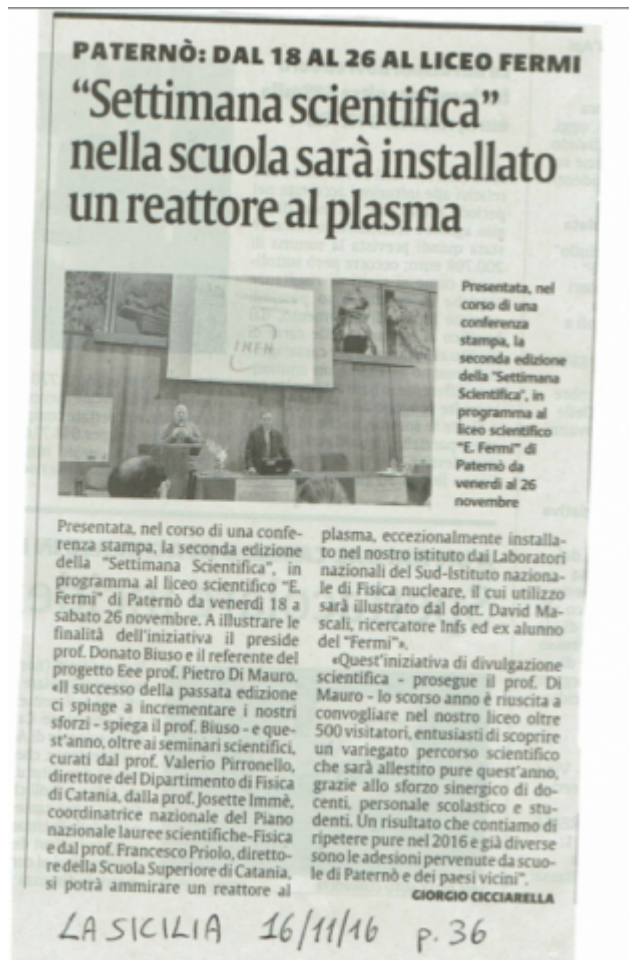 PATERNÒ: DAL 18 AL 26 AL LICEO FERMI
“Settimana scientifica”
nella scuola sarà installato
un reattore al plasma
INFN
Presentata, nel
corso di una
conferenza
stampa, la
seconda edizione
della "Settimana
Scientifica", in
programma al
liceo scientifico
"E. Fermi" di
Paternò da
venerdì al 26
novembre
Presentata, nel corso di una confe-
renza stampa, la seconda edizione
della "Settimana Scientifica", in
programma al liceo scientifico "E.
Fermi" di Paternò da venerdì 18 a
sabato 26 novembre. A illustrare le
finalità dell'iniziativa il preside
prof. Donato Biuso e il referente del
progetto Eee prof. Pietro Di Mauro.
«Il successo della passata edizione
ci spinge a incrementare i nostri
sforzi - spiega il prof. Biuso - e que-
st'anno, oltre ai seminari scientifici,
curati dal prof. Valerio Pirronello,
direttore del Dipartimento di Fisica
di Catania, dalla prof. Josette Immè,
coordinatrice nazionale del Piano
nazionale lauree scientifiche-Fisica
e dal prof. Francesco Priolo, diretto-
re della Scuola Superiore di Catania,
si potrà ammirare un reattore al
plasma, eccezionalmente installa-
to nel nostro istituto dai Laboratori
nazionali del Sud-Istituto naziona-
le di Fisica nucleare, il cui utilizzo
sarà illustrato dal dott. David Ma-
scali, ricercatore Infs ed ex alunno
del "Fermi"».
«Quest'iniziativa di divulgazione
scientifica - prosegue il prof. Di
Mauro - lo scorso anno è riuscita a
convogliare nel nostro liceo oltre
500 visitatori, entusiasti di scoprire
un variegato percorso scientifico
che sarà allestito pure quest'anno,
grazie allo sforzo sinergico di do-
centi, personale scolastico e stu-
denti. Un risultato che contiamo di
ripetere pure nel 2016 e già diverse
sono le adesioni pervenute da scuo-
le di Paternò e dei paesi vicini".
GIORGIO CICCIARELLA
LA SICILIA 16/11/16 p. 36